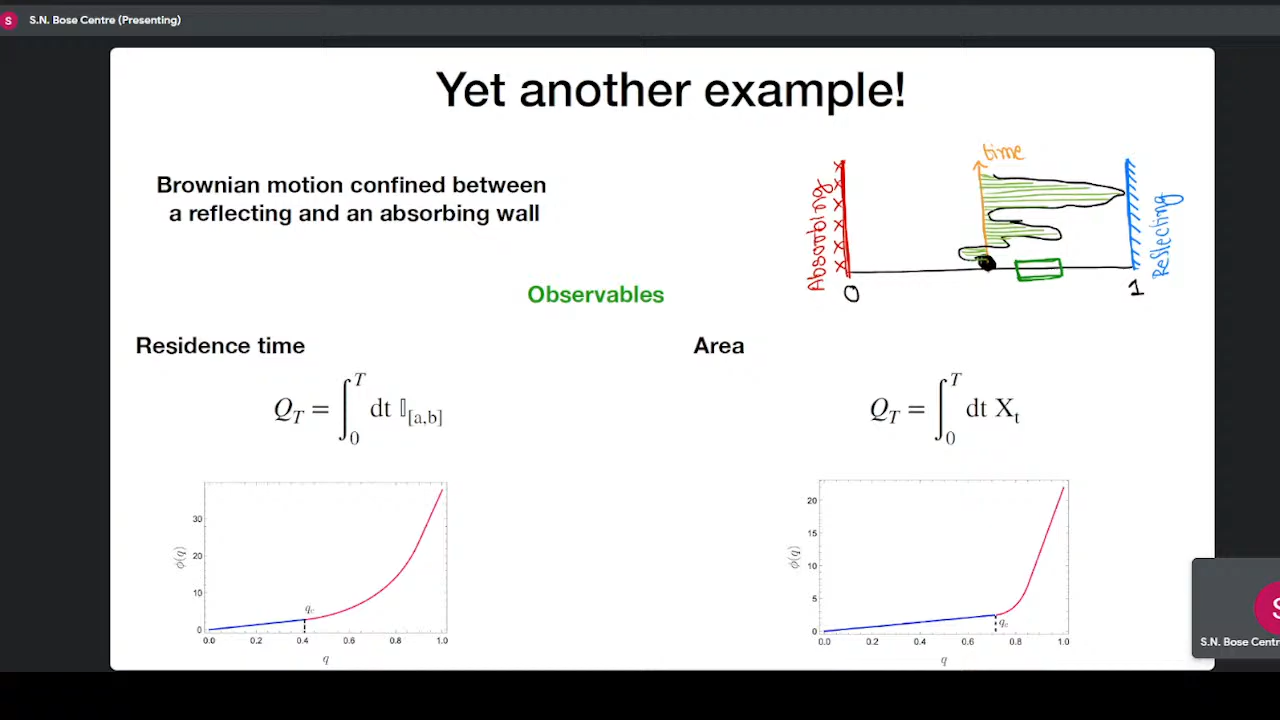 S
S.N. Bose Centre (Presenting)
Yet another example!
Brownian motion confined between
a reflecting and an absorbing wall
time
Absorbing
Reflecting
0
1
Observables
Residence time
Q_T = ∫_0^T dt 𝕀_[a,b]
Area
Q_T = ∫_0^T dt X_t
30
20
10
0
ϕ(q)
q_c
0.0 0.2 0.4 0.6 0.8 1.0
q
20
15
10
5
0
ϕ(q)
q_c
0.0 0.2 0.4 0.6 0.8 1.0
q
S
S.N. Bose Centr